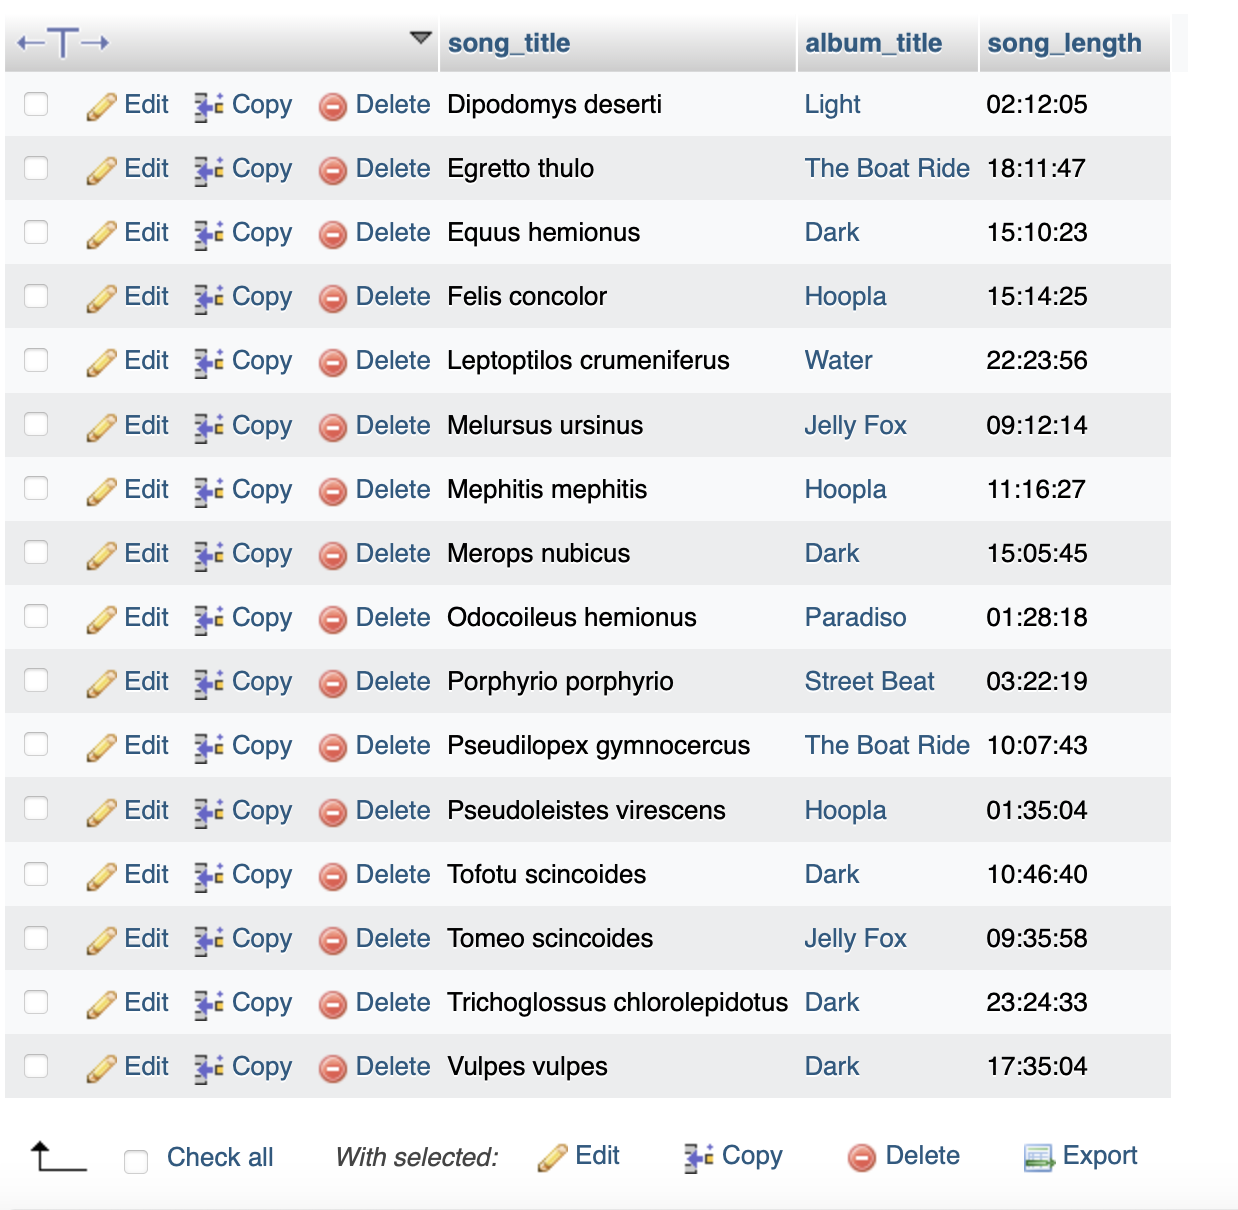 song_title album_title song_length
Edit Copy Delete Dipodomys deserti Light 02:12:05
Edit Copy Delete Egretto thulo The Boat Ride 18:11:47
Edit Copy Delete Equus hemionus Dark 15:10:23
Edit Copy Delete Felis concolor Hoopla 15:14:25
Edit Copy Delete Leptoptilos crumeniferus Water 22:23:56
Edit Copy Delete Melursus ursinus Jelly Fox 09:12:14
Edit Copy Delete Mephitis mephitis Hoopla 11:16:27
Edit Copy Delete Merops nubicus Dark 15:05:45
Edit Copy Delete Odocoileus hemionus Paradiso 01:28:18
Edit Copy Delete Porphyrio porphyrio Street Beat 03:22:19
Edit Copy Delete Pseudilopex gymnocercus The Boat Ride 10:07:43
Edit Copy Delete Pseudoleistes virescens Hoopla 01:35:04
Edit Copy Delete Tofotu scincoides Dark 10:46:40
Edit Copy Delete Tomeo scincoides Jelly Fox 09:35:58
Edit Copy Delete Trichoglossus chlorolepidotus Dark 23:24:33
Edit Copy Delete Vulpes vulpes Dark 17:35:04
Check all With selected: Edit Copy Delete Export